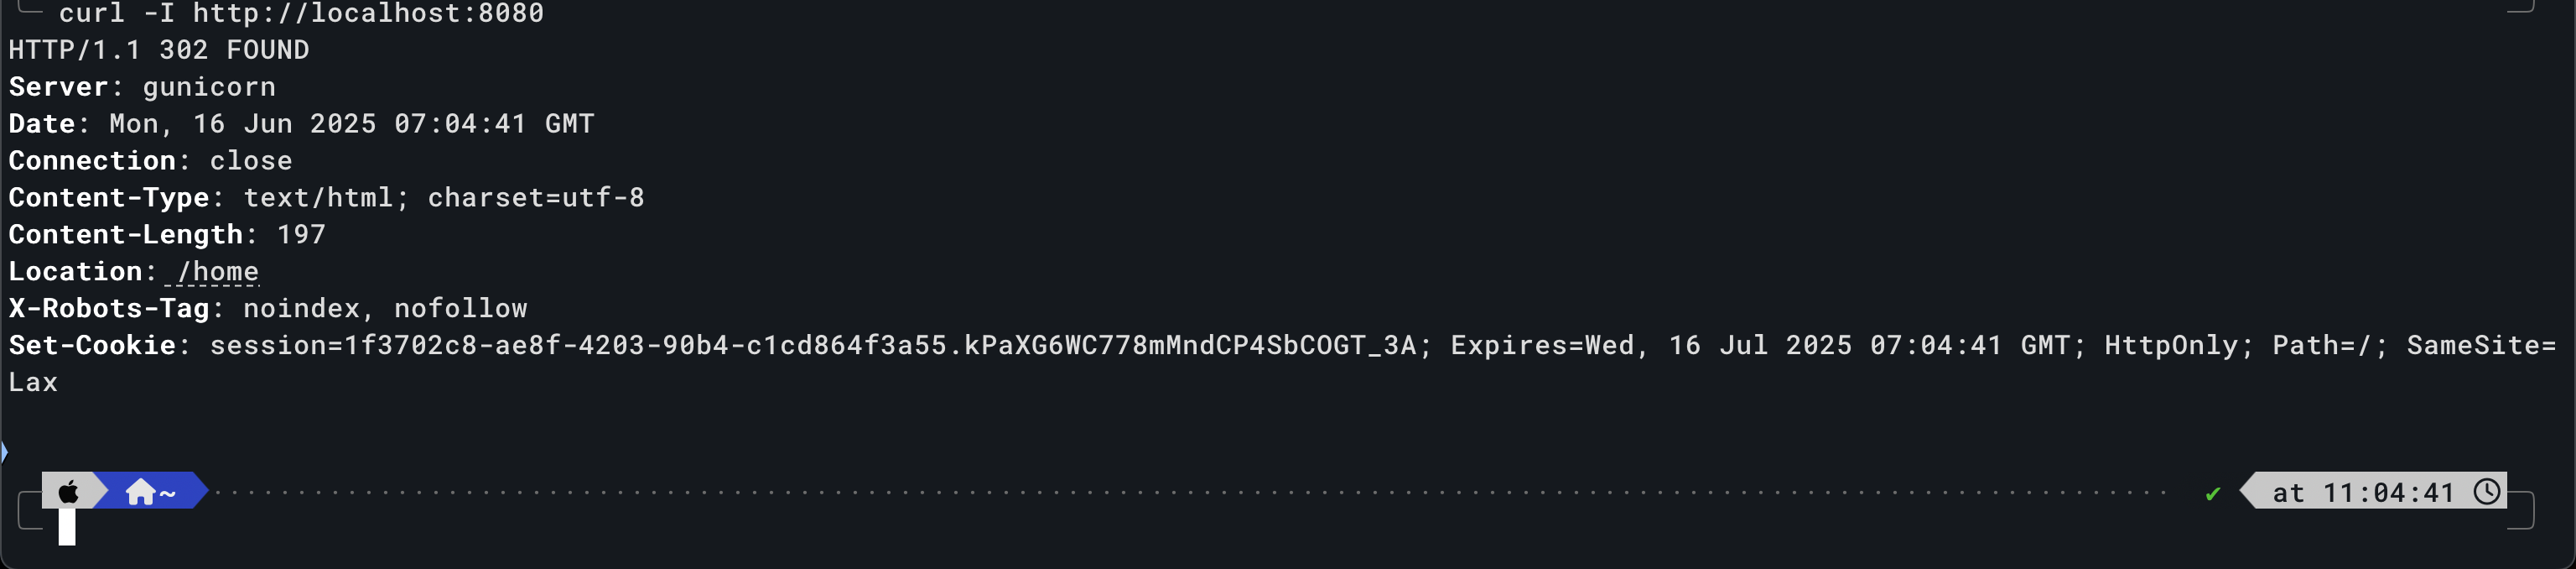 curl -I http://localhost:8080
HTTP/1.1 302 FOUND
Server: gunicorn
Date: Mon, 16 Jun 2025 07:04:41 GMT
Connection: close
Content-Type: text/html; charset=utf-8
Content-Length: 197
Location: /home
X-Robots-Tag: noindex, nofollow
Set-Cookie: session=1f3702c8-ae8f-4203-90b4-c1cd864f3a55.kPaXG6WC778mMndCP4SbCOGT_3A; Expires=Wed, 16 Jul 2025 07:04:41 GMT; HttpOnly; Path=/; SameSite=
Lax
~ ✔ at 11:04:41